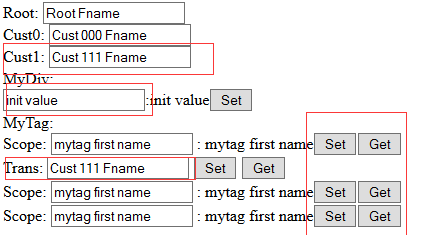 Root: Root Fname
Cust0: Cust 000 Fname
Cust1: Cust 111 Fname
MyDiv:
init value :init value Set
MyTag:
Scope: mytag first name : mytag first name Set Get
Trans: Cust 111 Fname Set Get
Scope: mytag first name : mytag first name Set Get
Scope: mytag first name : mytag first name Set Get